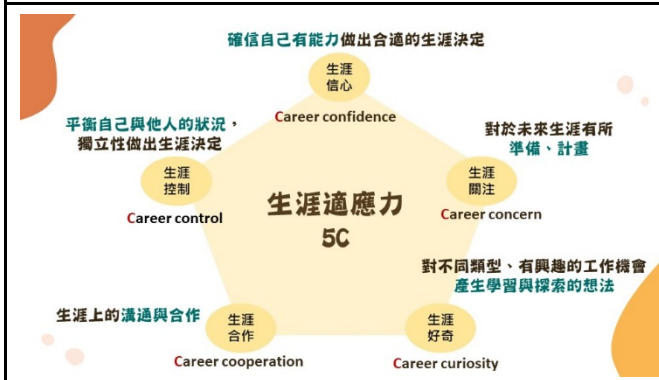 確信自己有能力做出合適的生涯決定
生涯
信心
Career confidence
平衡自己與他人的狀況，
獨立性做出生涯決定
生涯
控制
Career control
對於未來生涯有所
準備、計畫
生涯
關注
Career concern
生涯適應力
5C
生涯上的溝通與合作
生涯
合作
Career cooperation
對不同類型、有興趣的工作機會
產生學習與探索的想法
生涯
好奇
Career curiosity